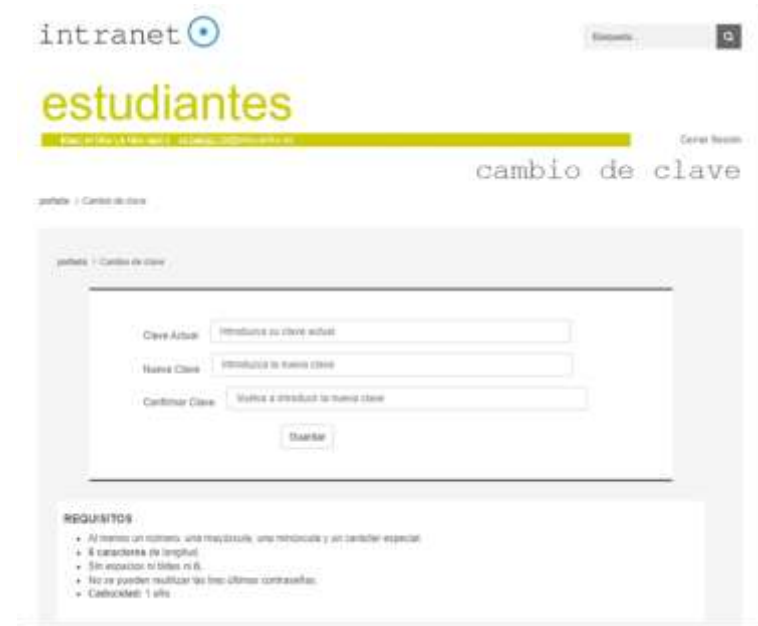 intranet
Búsqueda...
estudiantes
Cerrar Sesión
cambio de clave
portada / Cambio de clave
portada / Cambio de clave
Clave Actual Introduzca su clave actual
Nueva Clave Introduzca la nueva clave
Confirmar Clave Vuelva a introducir la nueva clave
Guardar
REQUISITOS
Al menos un número, una mayúscula, una minúscula y un carácter especial.
caracteres de longitud.
Sin espacios ni tildes ni ñ.
No se pueden reutilizar las tres últimas contraseñas.
Caducidad: 1 año